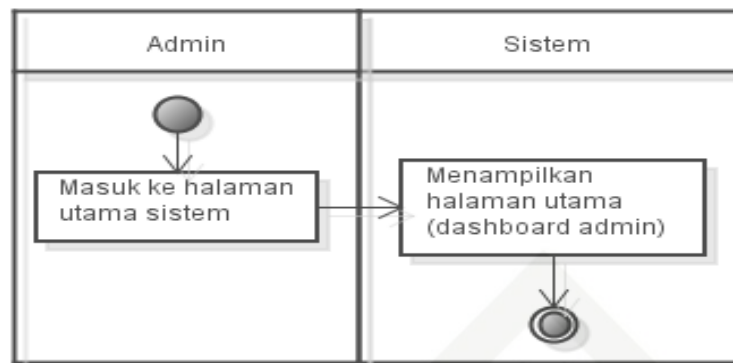 Admin
Sistem
Masuk ke halaman
utama sistem
Menampilkan
halaman utama
(dashboard admin)